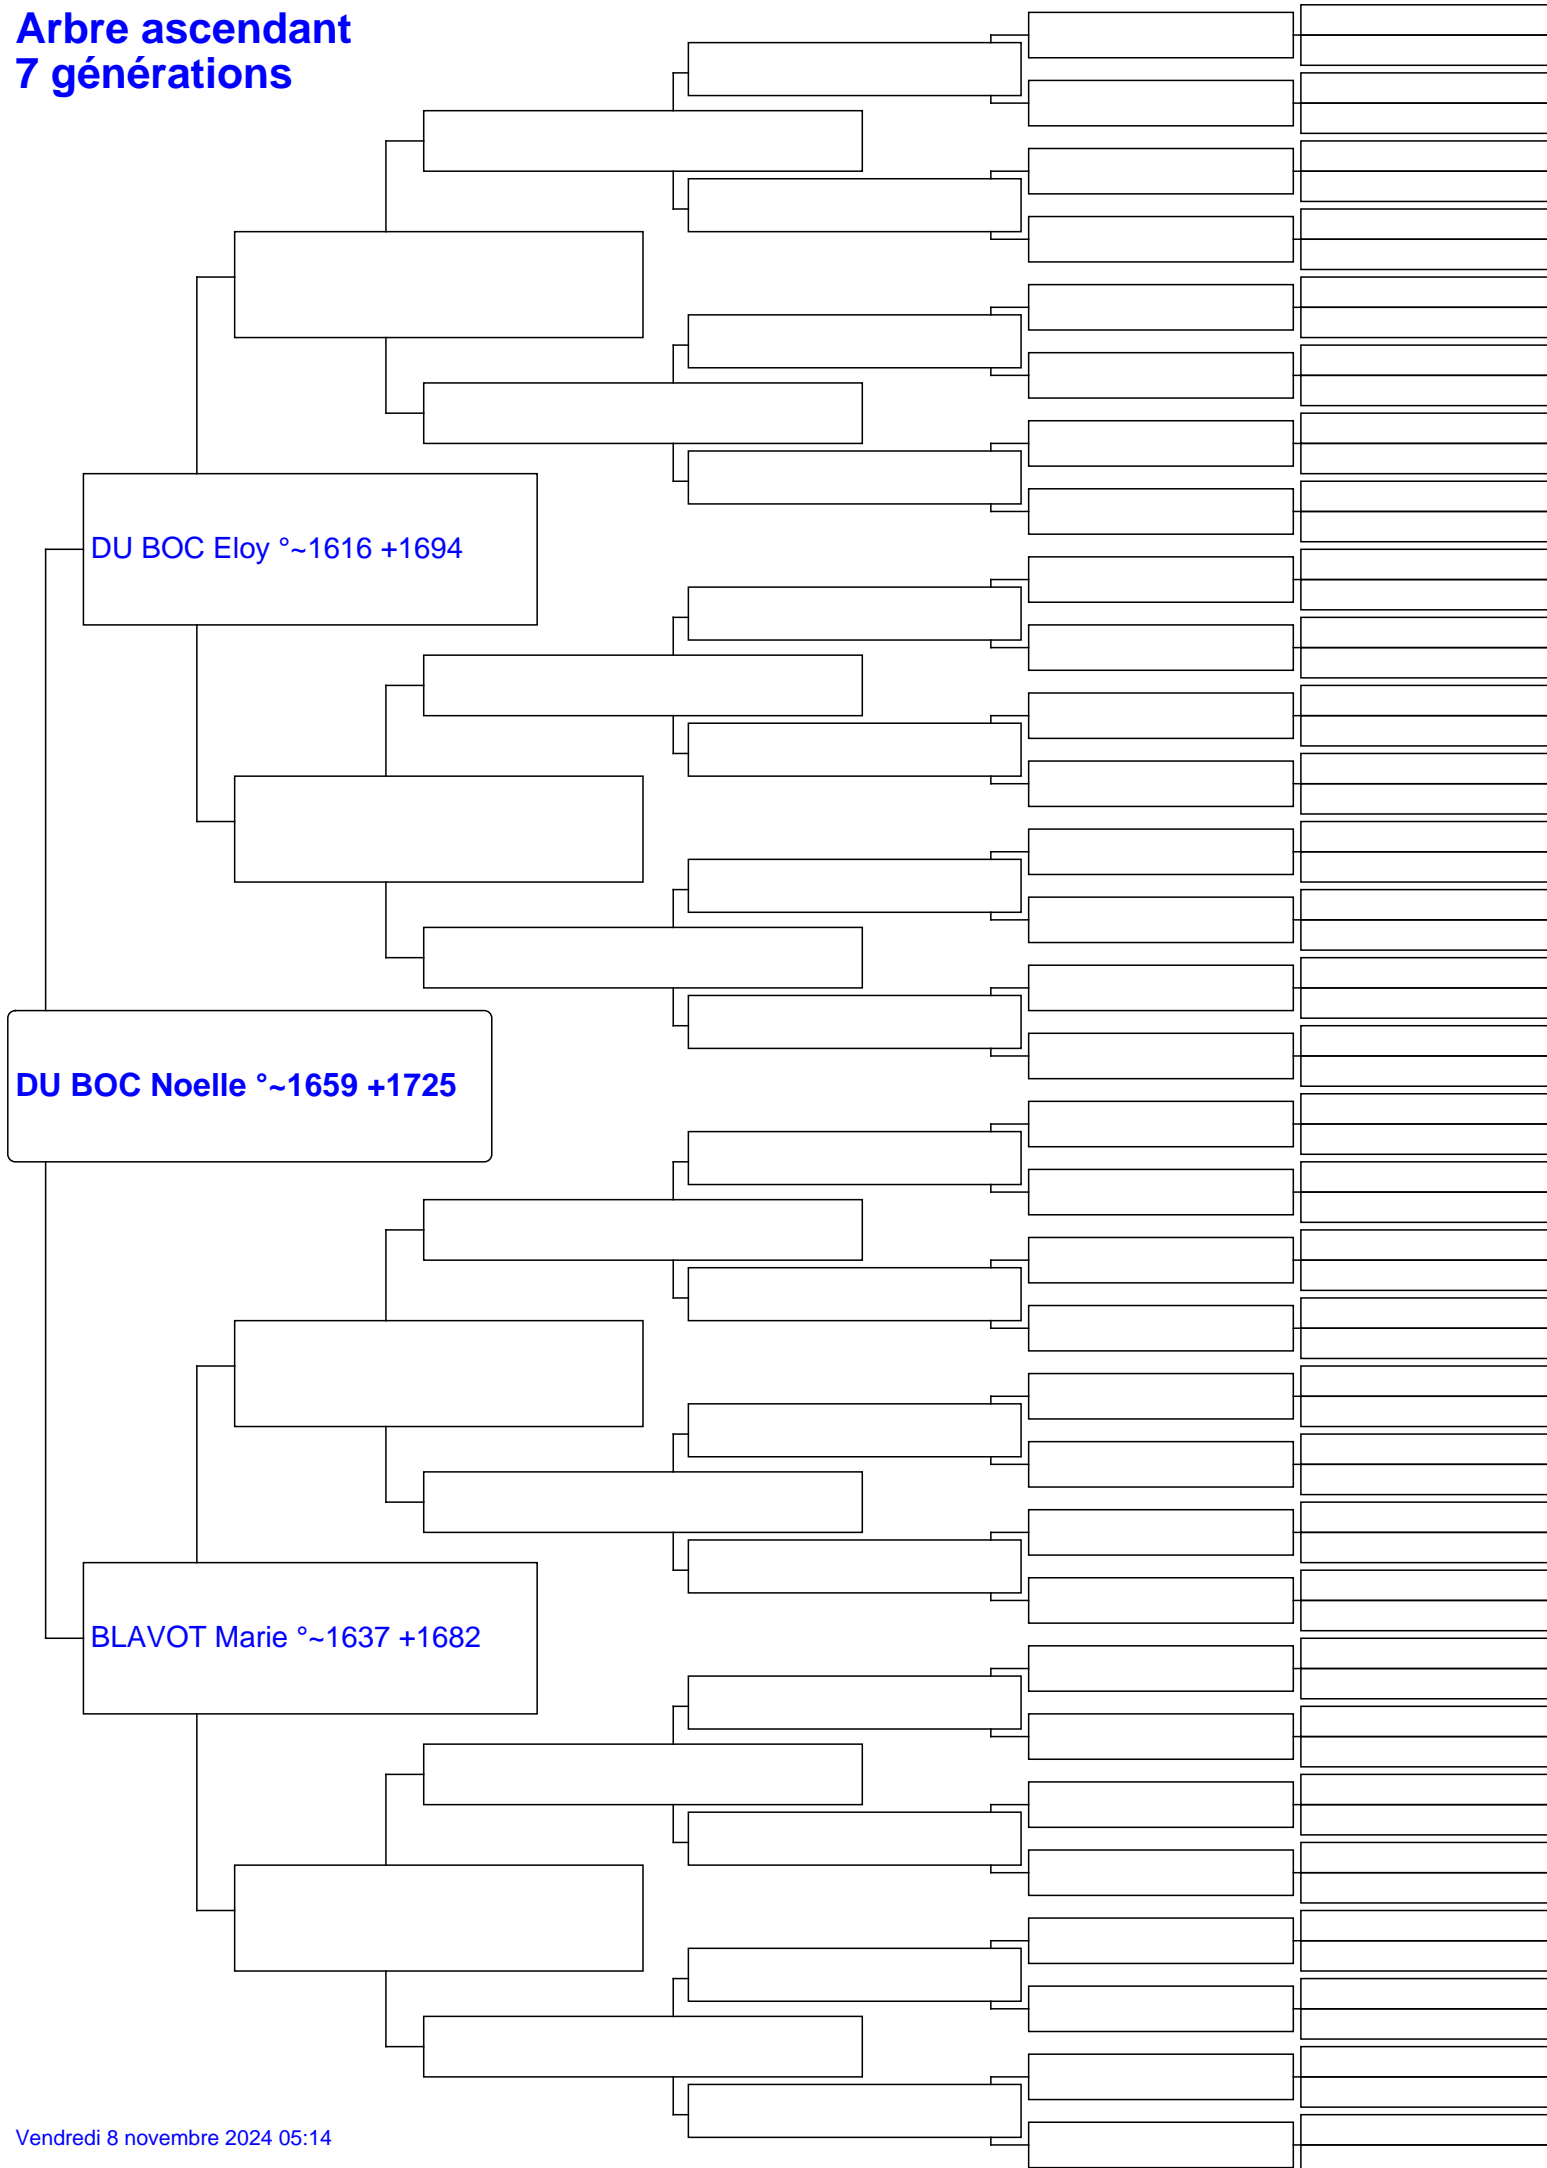 Arbre ascendant
7 générations
DU BOC Eloy °~1616 +1694
DU BOC Noelle °~1659 +1725
BLAVOT Marie °~1637 +1682
Vendredi 8 novembre 2024 05:14